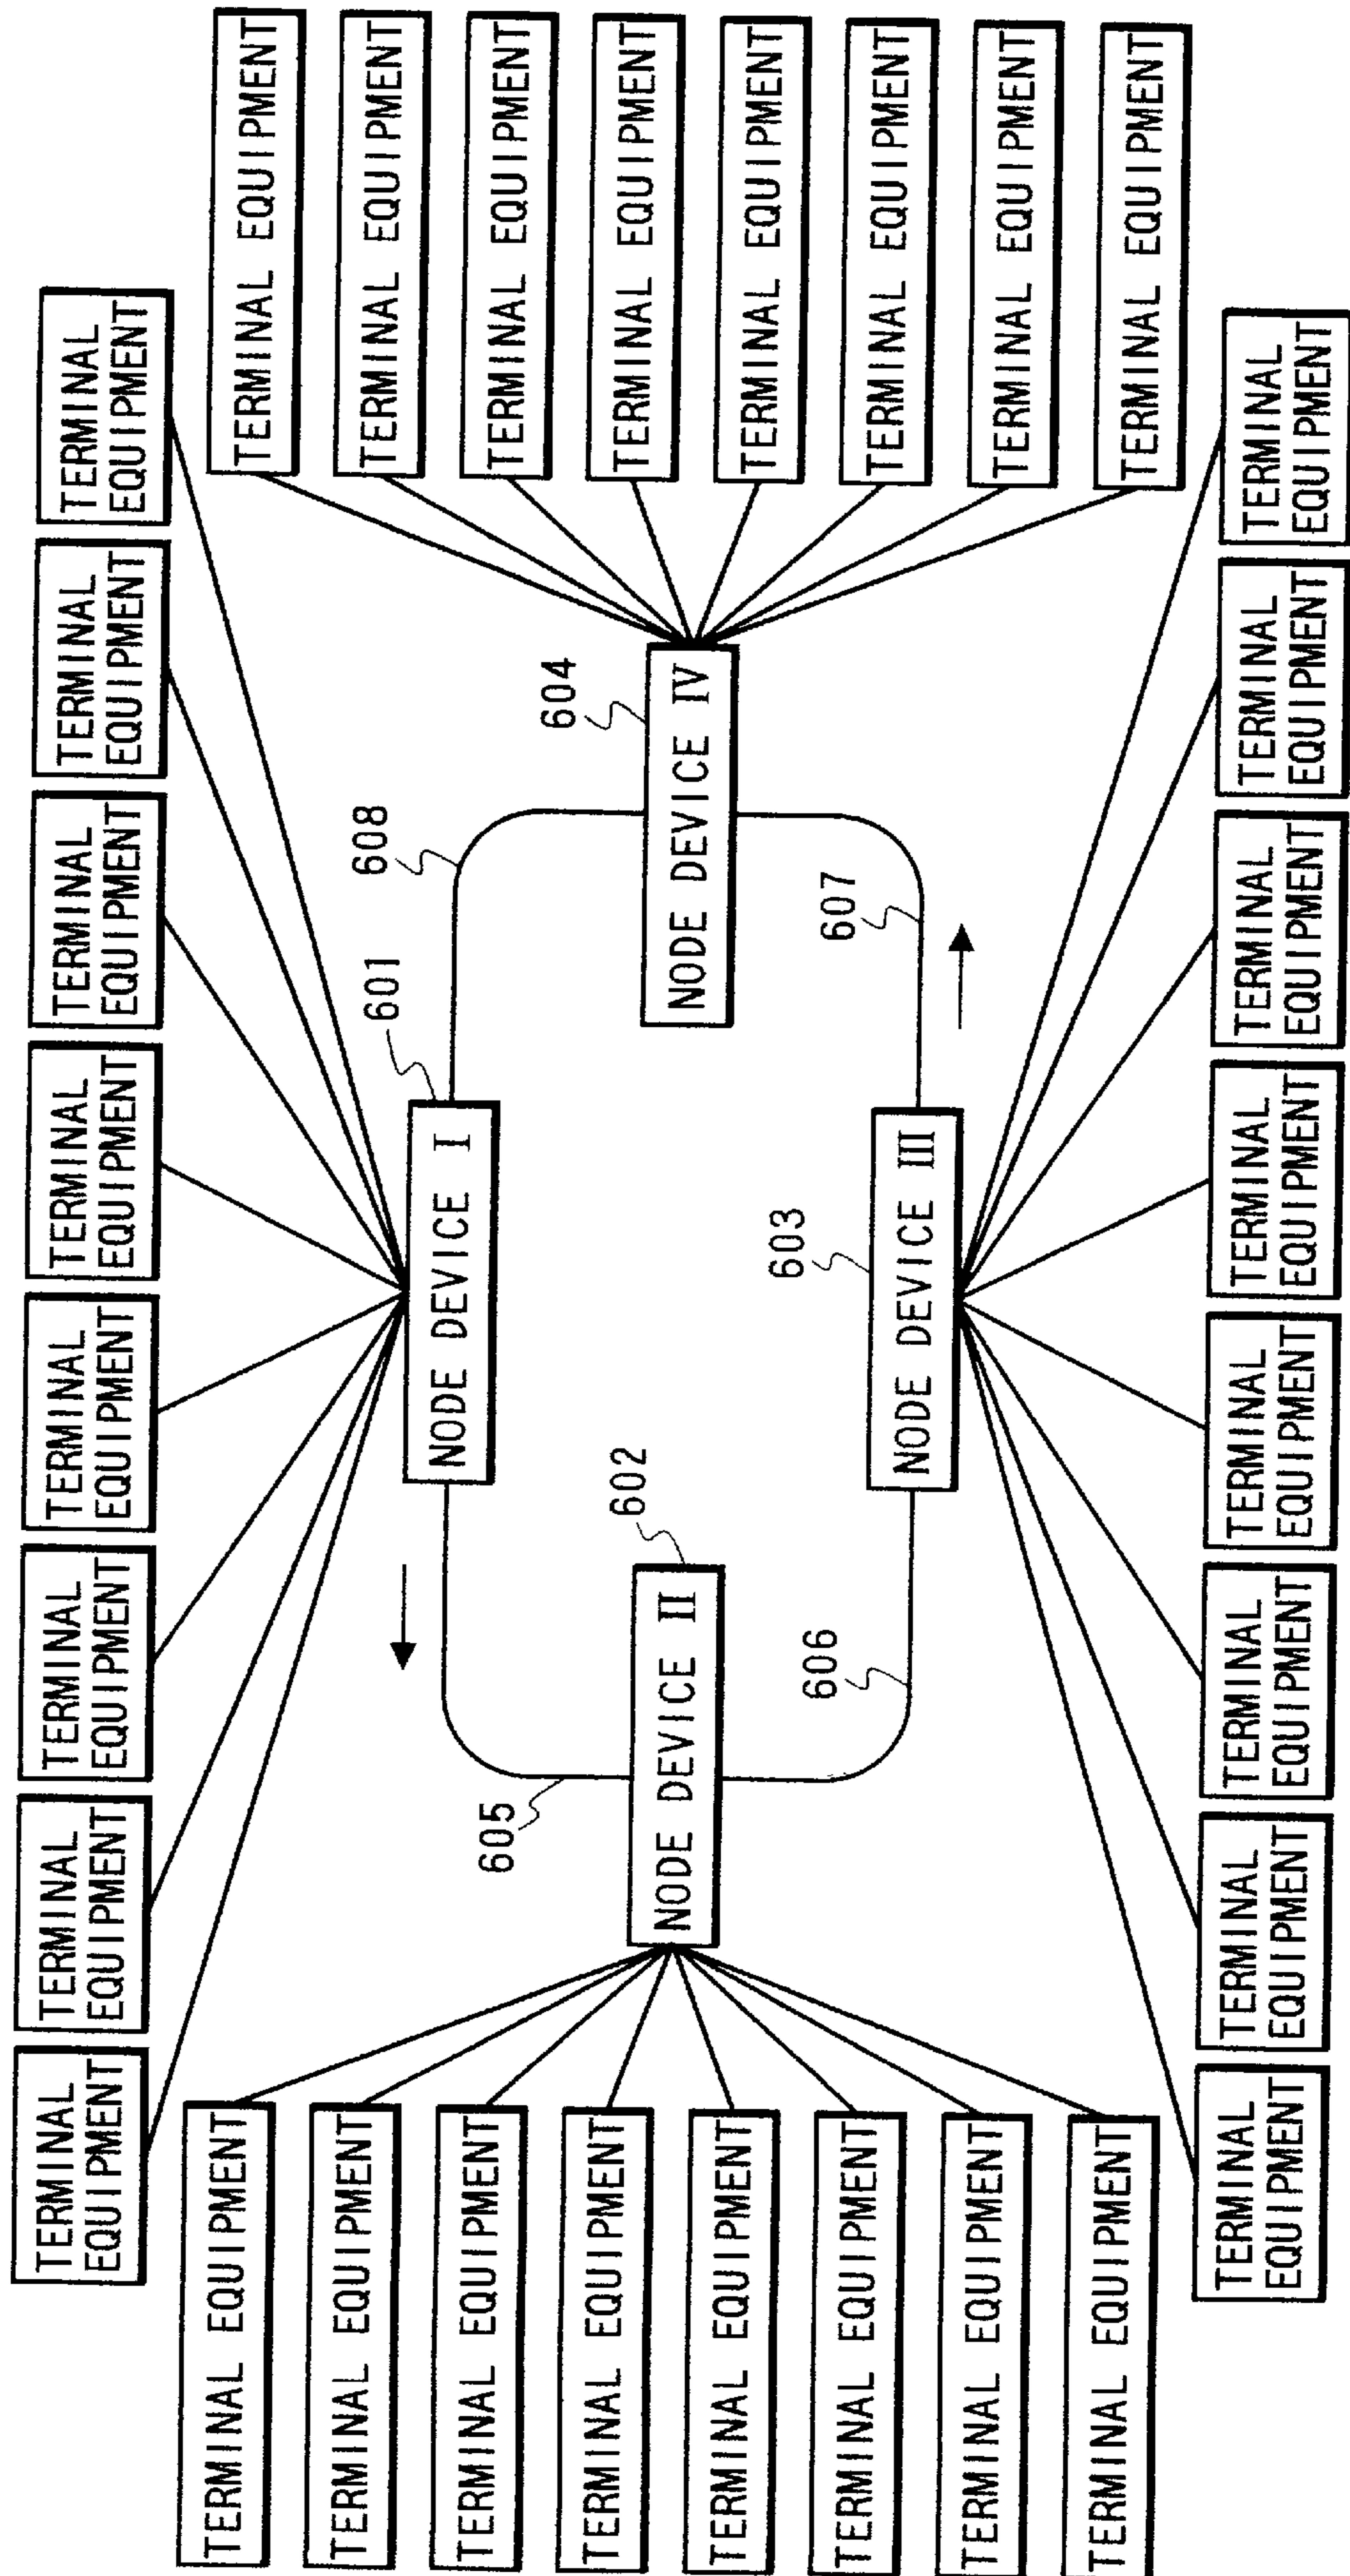 TERMINAL
EQUIPMENT
TERMINAL
EQUIPMENT
TERMINAL
EQUIPMENT
TERMINAL
EQUIPMENT
TERMINAL
EQUIPMENT
TERMINAL
EQUIPMENT
TERMINAL
EQUIPMENT
TERMINAL
EQUIPMENT
TERMINAL EQUIPMENT
TERMINAL EQUIPMENT
TERMINAL EQUIPMENT
TERMINAL EQUIPMENT
TERMINAL EQUIPMENT
TERMINAL EQUIPMENT
TERMINAL EQUIPMENT
TERMINAL EQUIPMENT
601
608
NODE DEVICE I
605
602
604
NODE DEVICE II
NODE DEVICE IV
603
606
607
NODE DEVICE III
TERMINAL EQUIPMENT
TERMINAL EQUIPMENT
TERMINAL EQUIPMENT
TERMINAL EQUIPMENT
TERMINAL EQUIPMENT
TERMINAL EQUIPMENT
TERMINAL EQUIPMENT
TERMINAL EQUIPMENT
TERMINAL
EQUIPMENT
TERMINAL
EQUIPMENT
TERMINAL
EQUIPMENT
TERMINAL
EQUIPMENT
TERMINAL
EQUIPMENT
TERMINAL
EQUIPMENT
TERMINAL
EQUIPMENT
TERMINAL
EQUIPMENT